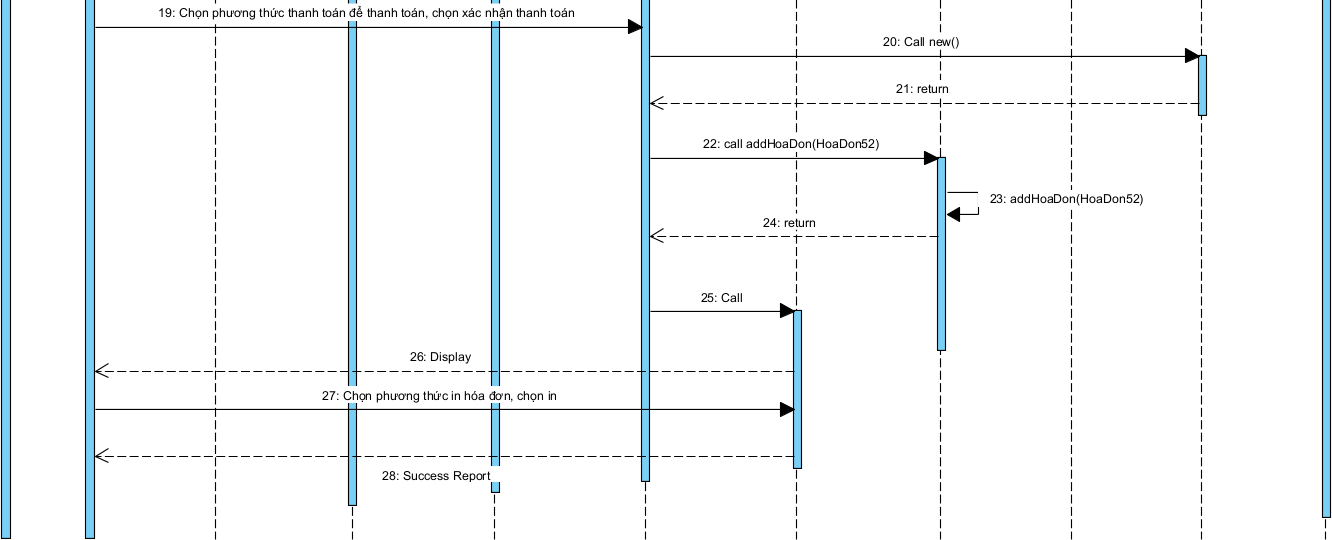 19: Chọn phương thức thanh toán để thanh toán, chọn xác nhận thanh toán
20: Call new()
21: return
22: call addHoaDon(HoaDon52)
23: addHoaDon(HoaDon52)
24: return
25: Call
26: Display
27: Chọn phương thức in hóa đơn, chọn in
28: Success Report